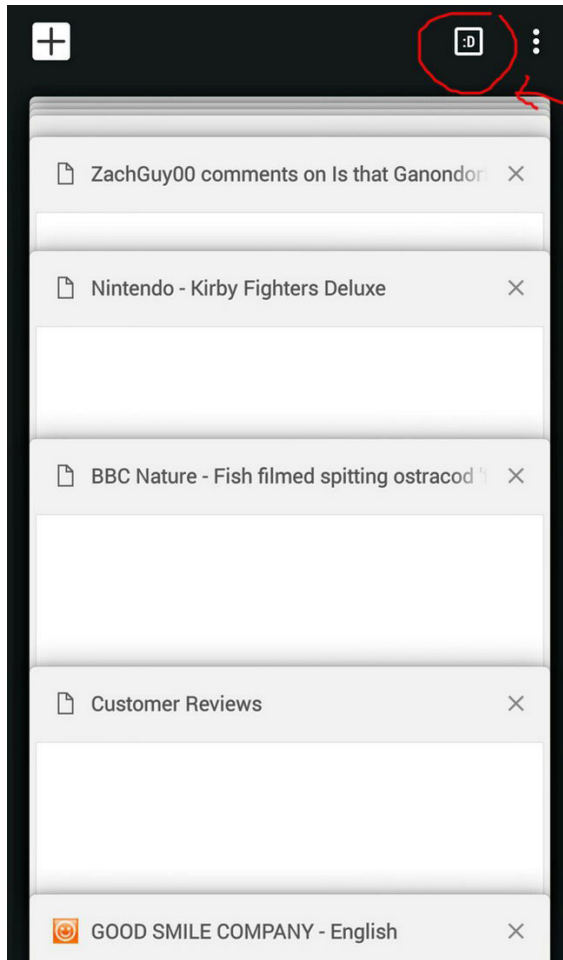 :D
ZachGuy00 comments on Is that Ganondor
Nintendo - Kirby Fighters Deluxe
BBC Nature - Fish filmed spitting ostracod '
Customer Reviews
GOOD SMILE COMPANY - English